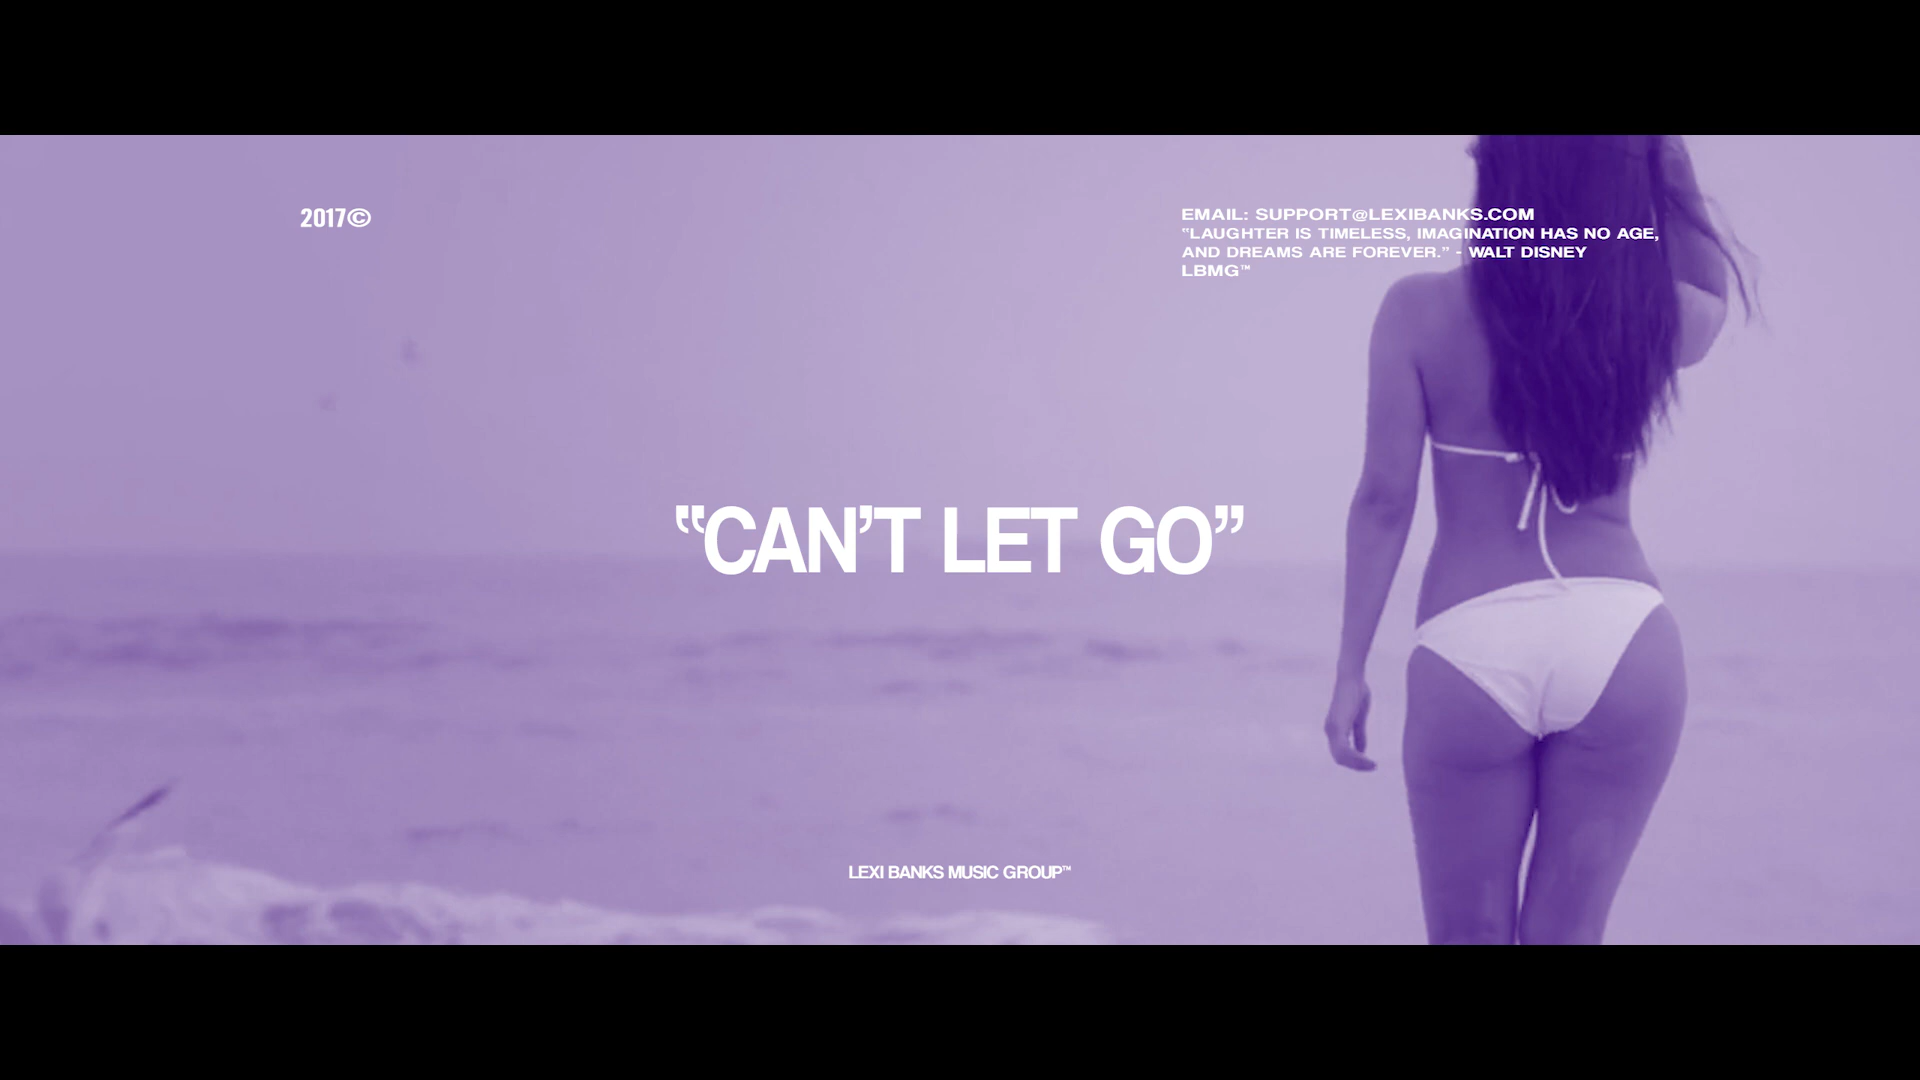 2017©
EMAIL: SUPPORT@LEXIBANKS.COM
“LAUGHTER IS TIMELESS, IMAGINATION HAS NO AGE,
AND DREAMS ARE FOREVER.” - WALT DISNEY
LBMG™
“CAN’T LET GO”
LEXI BANKS MUSIC GROUP™